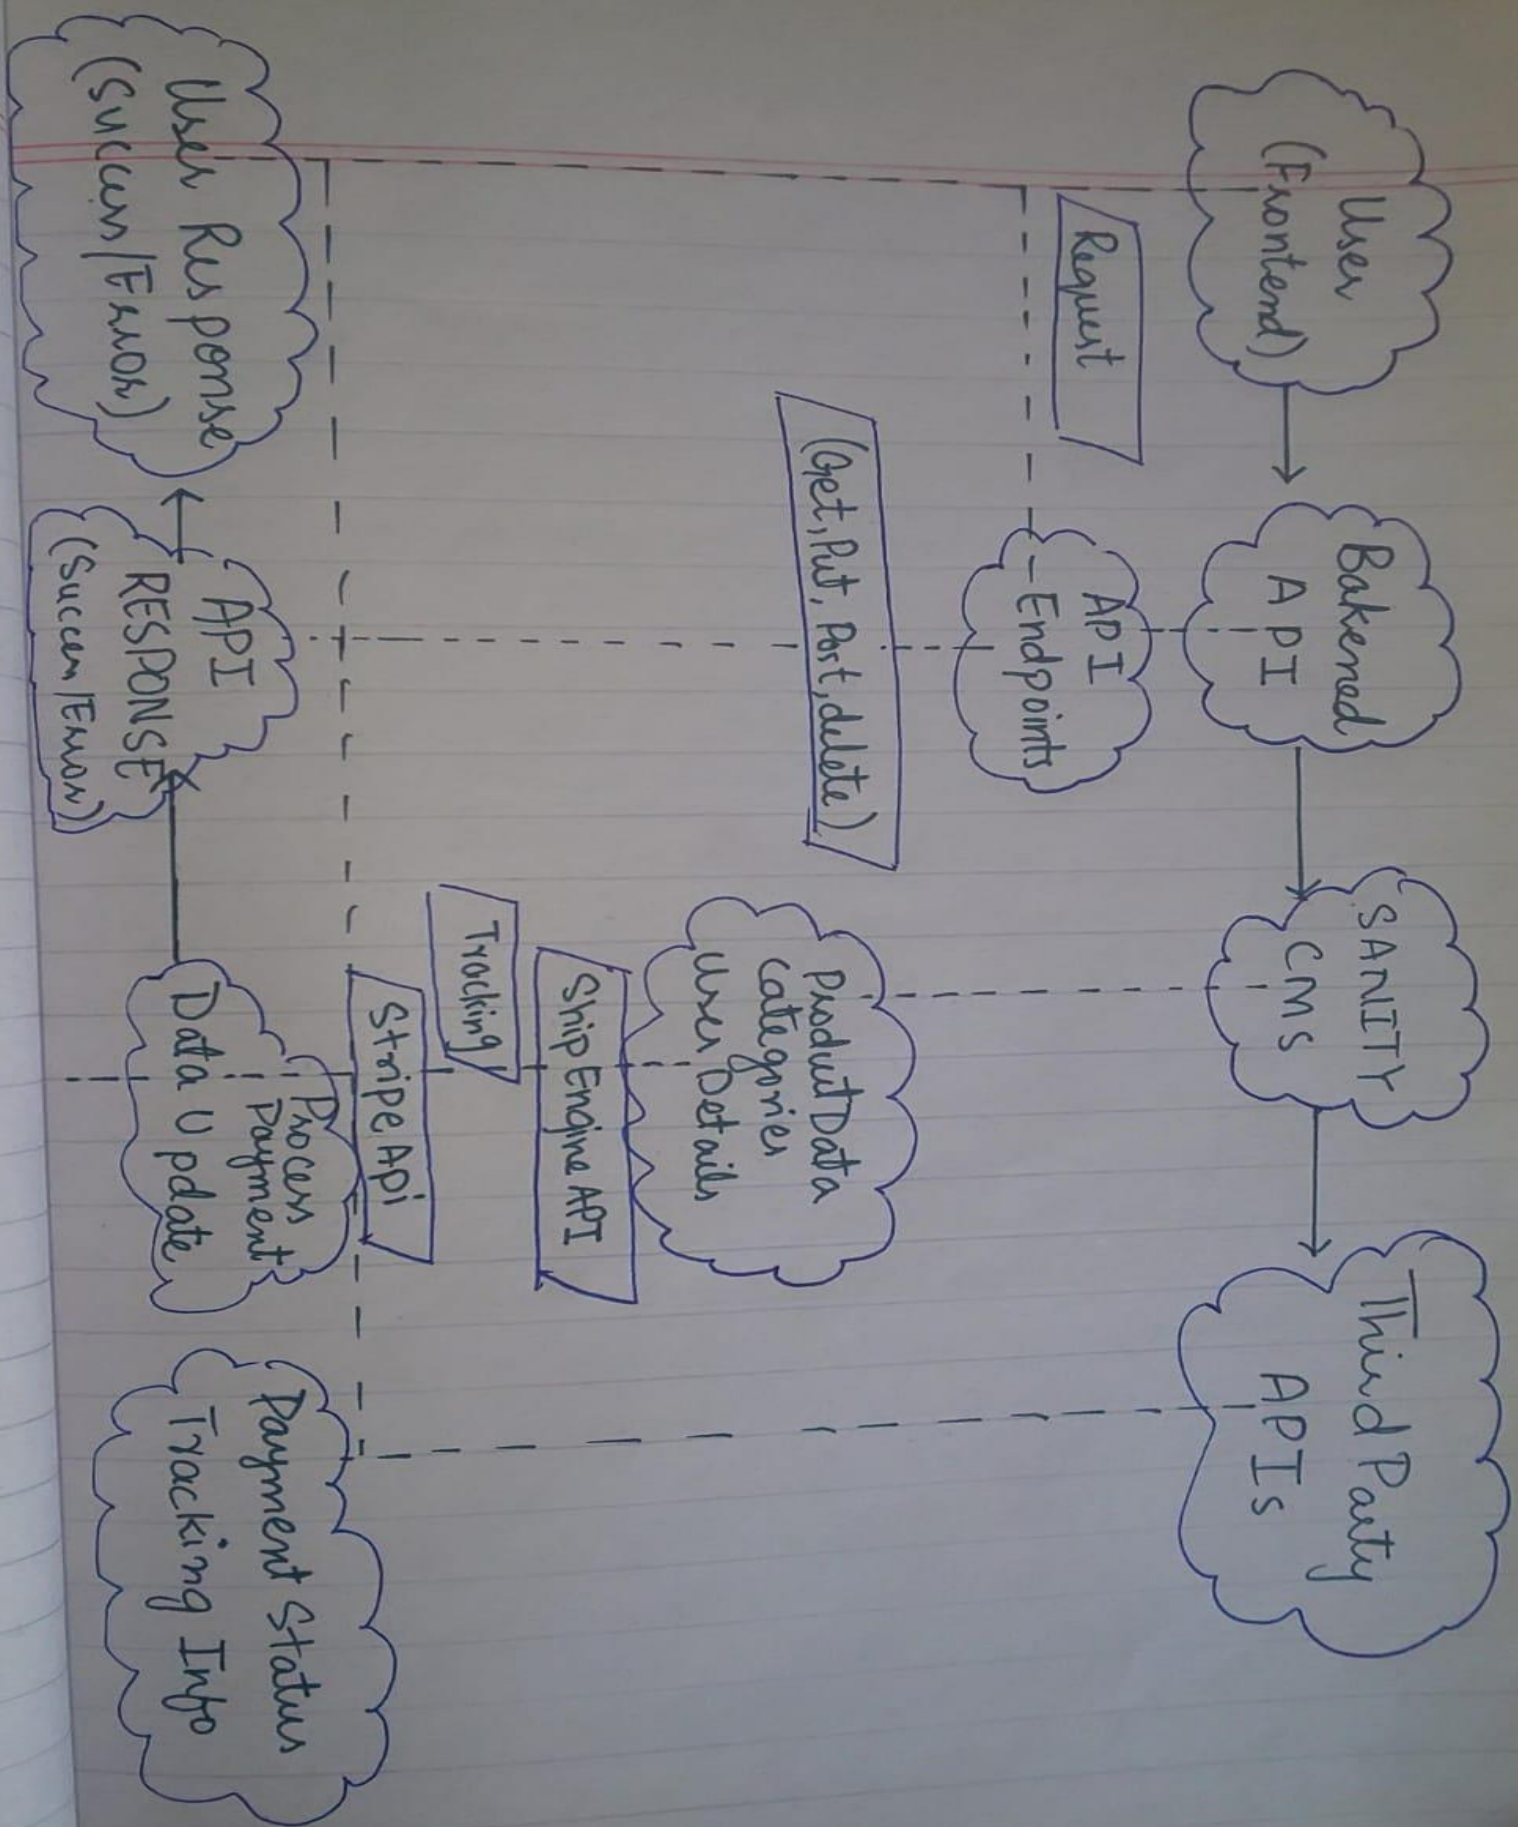 User
(Frontend)
Bakened
API
SANITY
CMS
Third Party
APIs
Request
API
Endpoints
(Get, Put, Post, delete)
Product Data
Categories
User Details
Ship Engine API
Tracking
Stripe Api
Process
Payment
Data Update
User Response
(Success/Error)
API
RESPONSE
(Success/Error)
Payment Status
Tracking Info